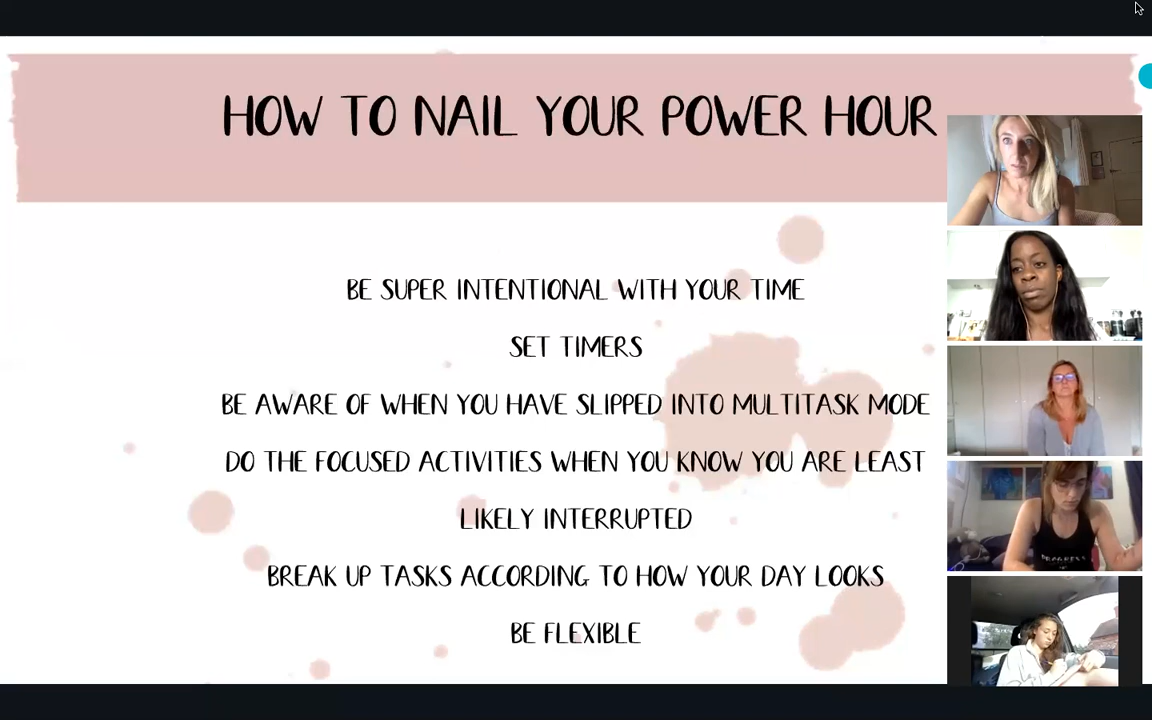 HOW TO NAIL YOUR POWER HOUR
BE SUPER INTENTIONAL WITH YOUR TIME
SET TIMERS
BE AWARE OF WHEN YOU HAVE SLIPPED INTO MULTITASK MODE
DO THE FOCUSED ACTIVITIES WHEN YOU KNOW YOU ARE LEAST
LIKELY INTERRUPTED
BREAK UP TASKS ACCORDING TO HOW YOUR DAY LOOKS
BE FLEXIBLE